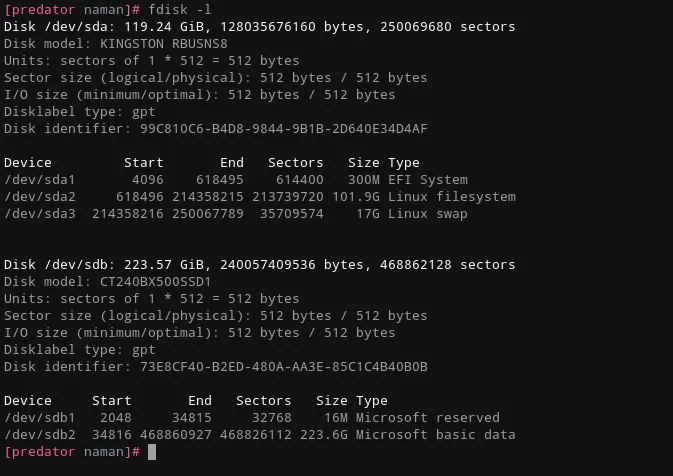 [predator naman]# fdisk -l
Disk /dev/sda: 119.24 GiB, 128035676160 bytes, 250069680 sectors
Disk model: KINGSTON RBUSNS8
Units: sectors of 1 * 512 = 512 bytes
Sector size (logical/physical): 512 bytes / 512 bytes
I/O size (minimum/optimal): 512 bytes / 512 bytes
Disklabel type: gpt
Disk identifier: 99C810C6-B4D8-9844-9B1B-2D640E34D4AF
Device Start End Sectors Size Type
/dev/sda1 4096 618495 614400 300M EFI System
/dev/sda2 618496 214358215 213739720 101.9G Linux filesystem
/dev/sda3 214358216 250067789 35709574 17G Linux swap
Disk /dev/sdb: 223.57 GiB, 240057409536 bytes, 468862128 sectors
Disk model: CT240BX500SSD1
Units: sectors of 1 * 512 = 512 bytes
Sector size (logical/physical): 512 bytes / 512 bytes
I/O size (minimum/optimal): 512 bytes / 512 bytes
Disklabel type: gpt
Disk identifier: 73E8CF40-B2ED-480A-AA3E-85C1C4B40B0B
Device Start End Sectors Size Type
/dev/sdb1 2048 34815 32768 16M Microsoft reserved
/dev/sdb2 34816 468860927 468826112 223.6G Microsoft basic data
[predator naman]#